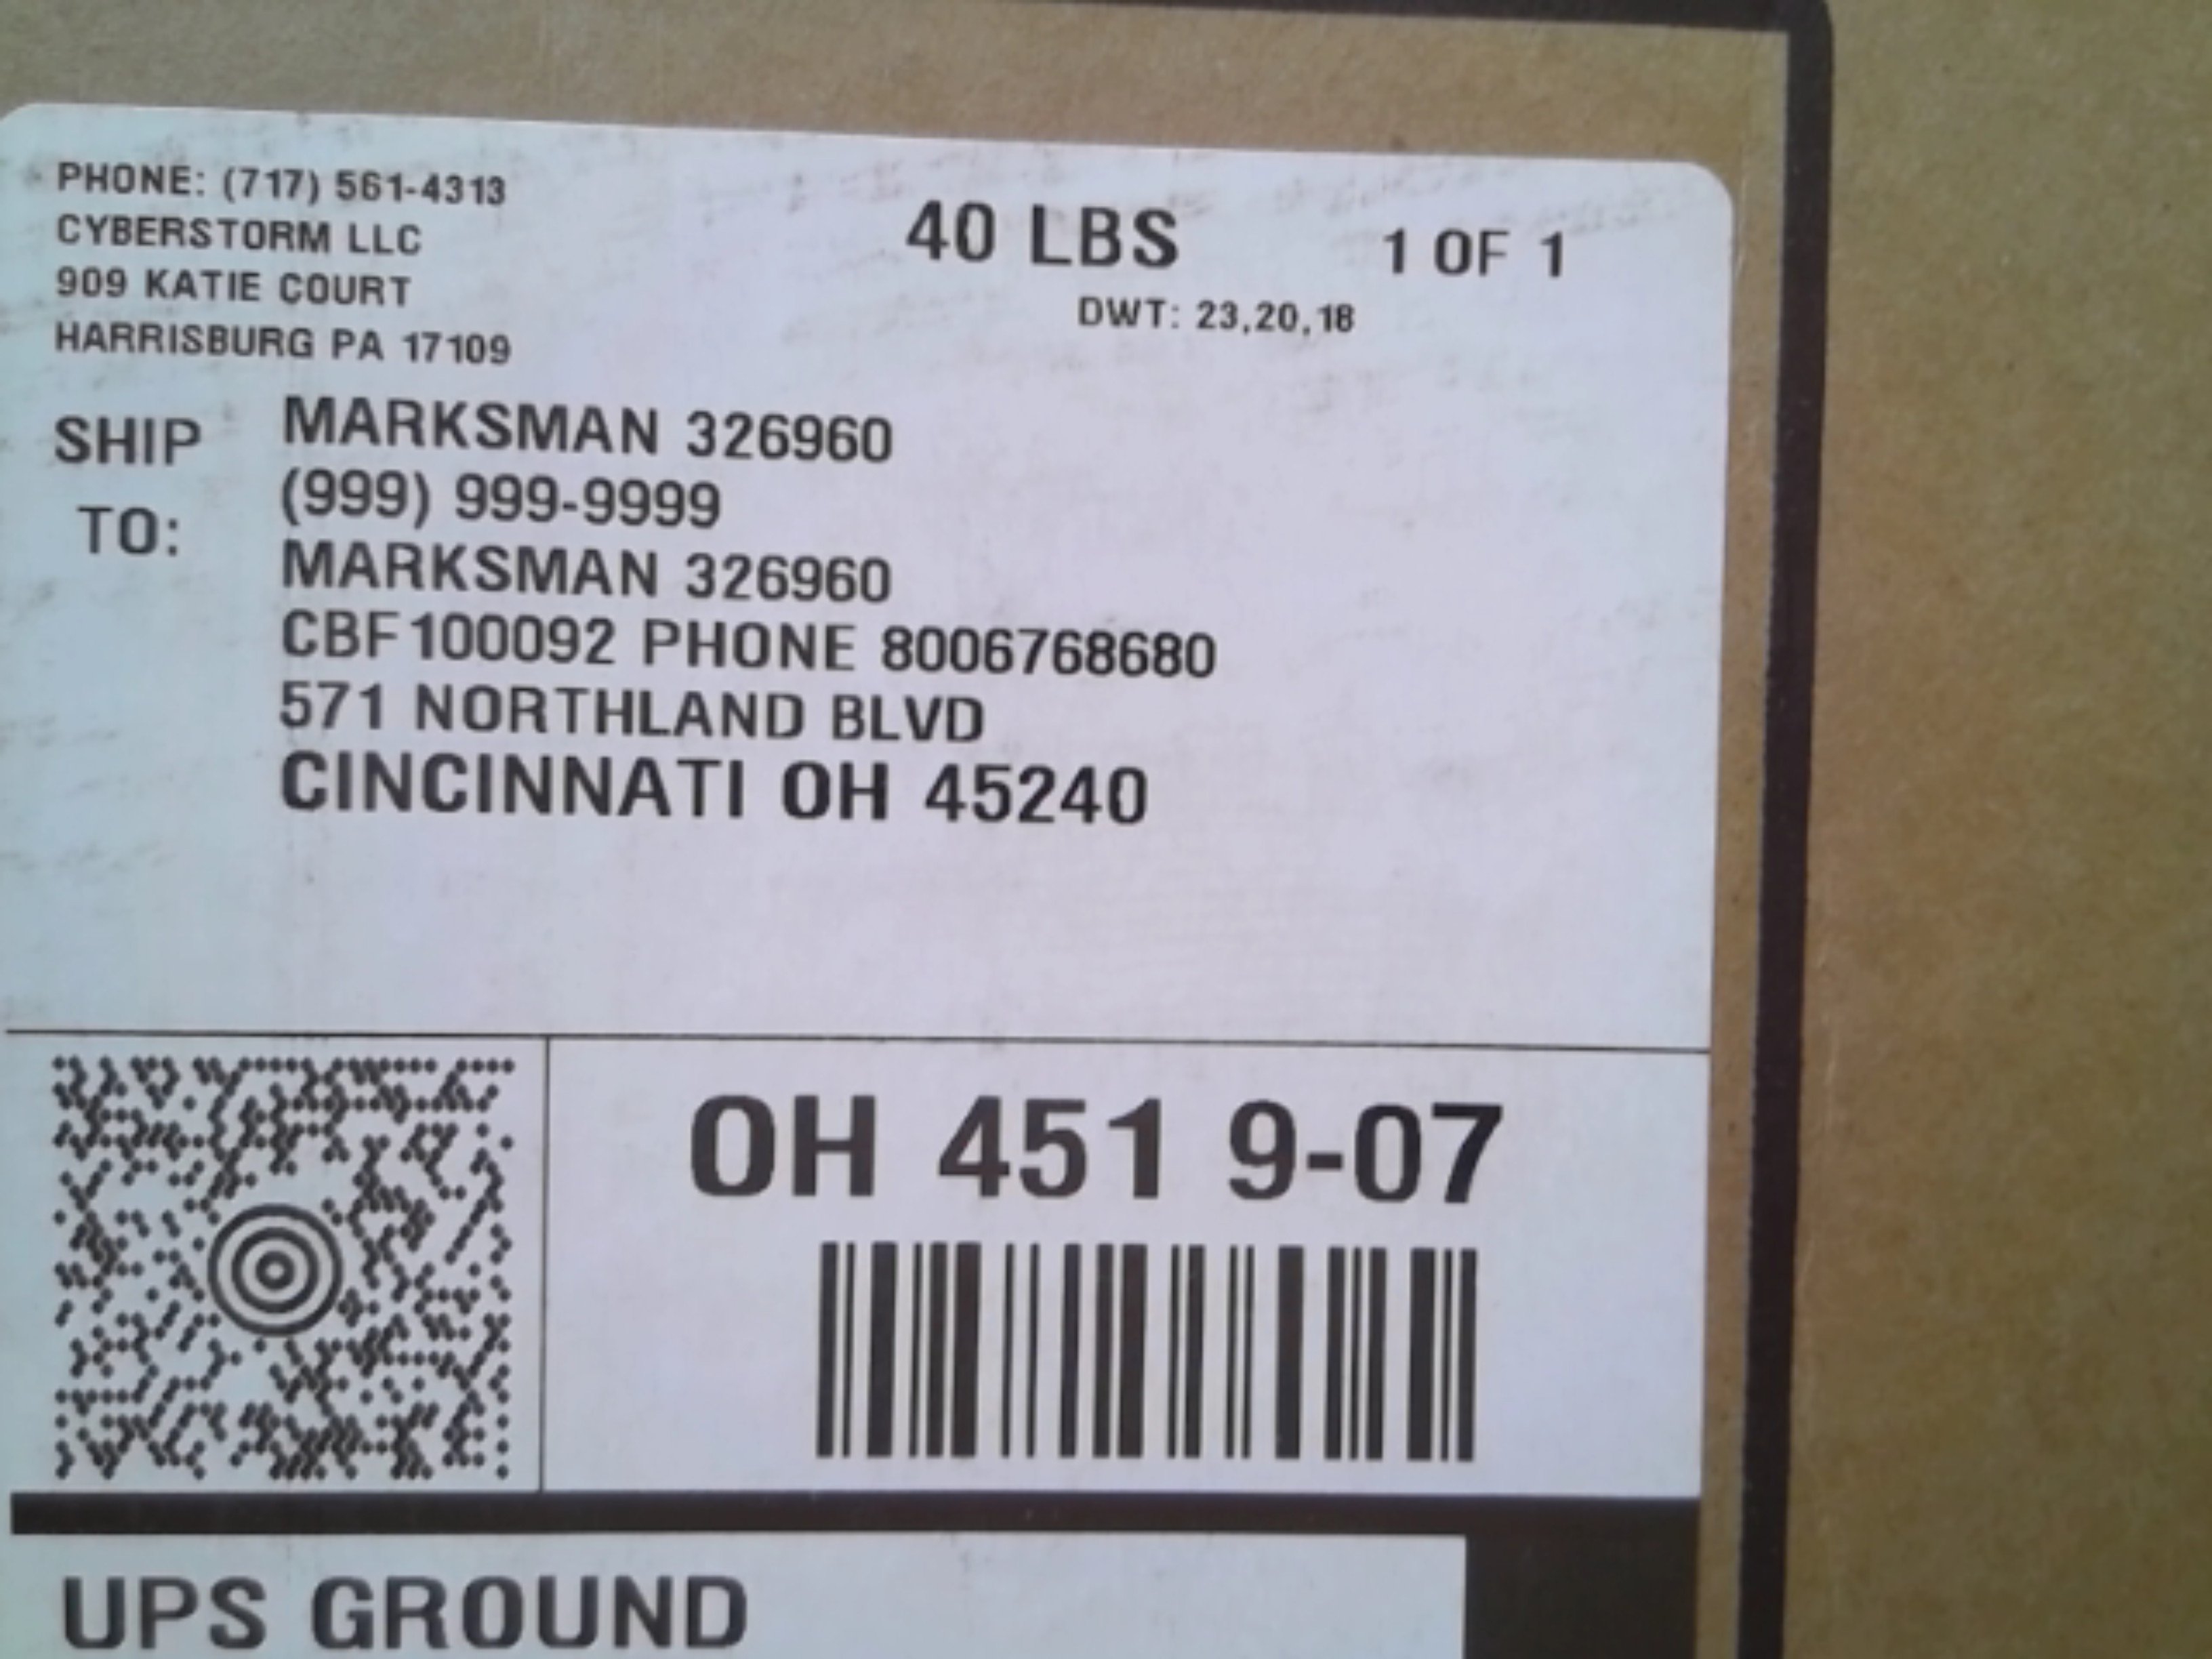 PHONE: (717) 561-4313
CYBERSTORM LLC
909 KATIE COURT
HARRISBURG PA 17109
40 LBS
1 OF 1
DWT: 23,20,18
SHIP TO:
MARKSMAN 326960
(999) 999-9999
MARKSMAN 326960
CBF100092 PHONE 8006768680
571 NORTHLAND BLVD
CINCINNATI OH 45240
OH 451 9-07
UPS GROUND